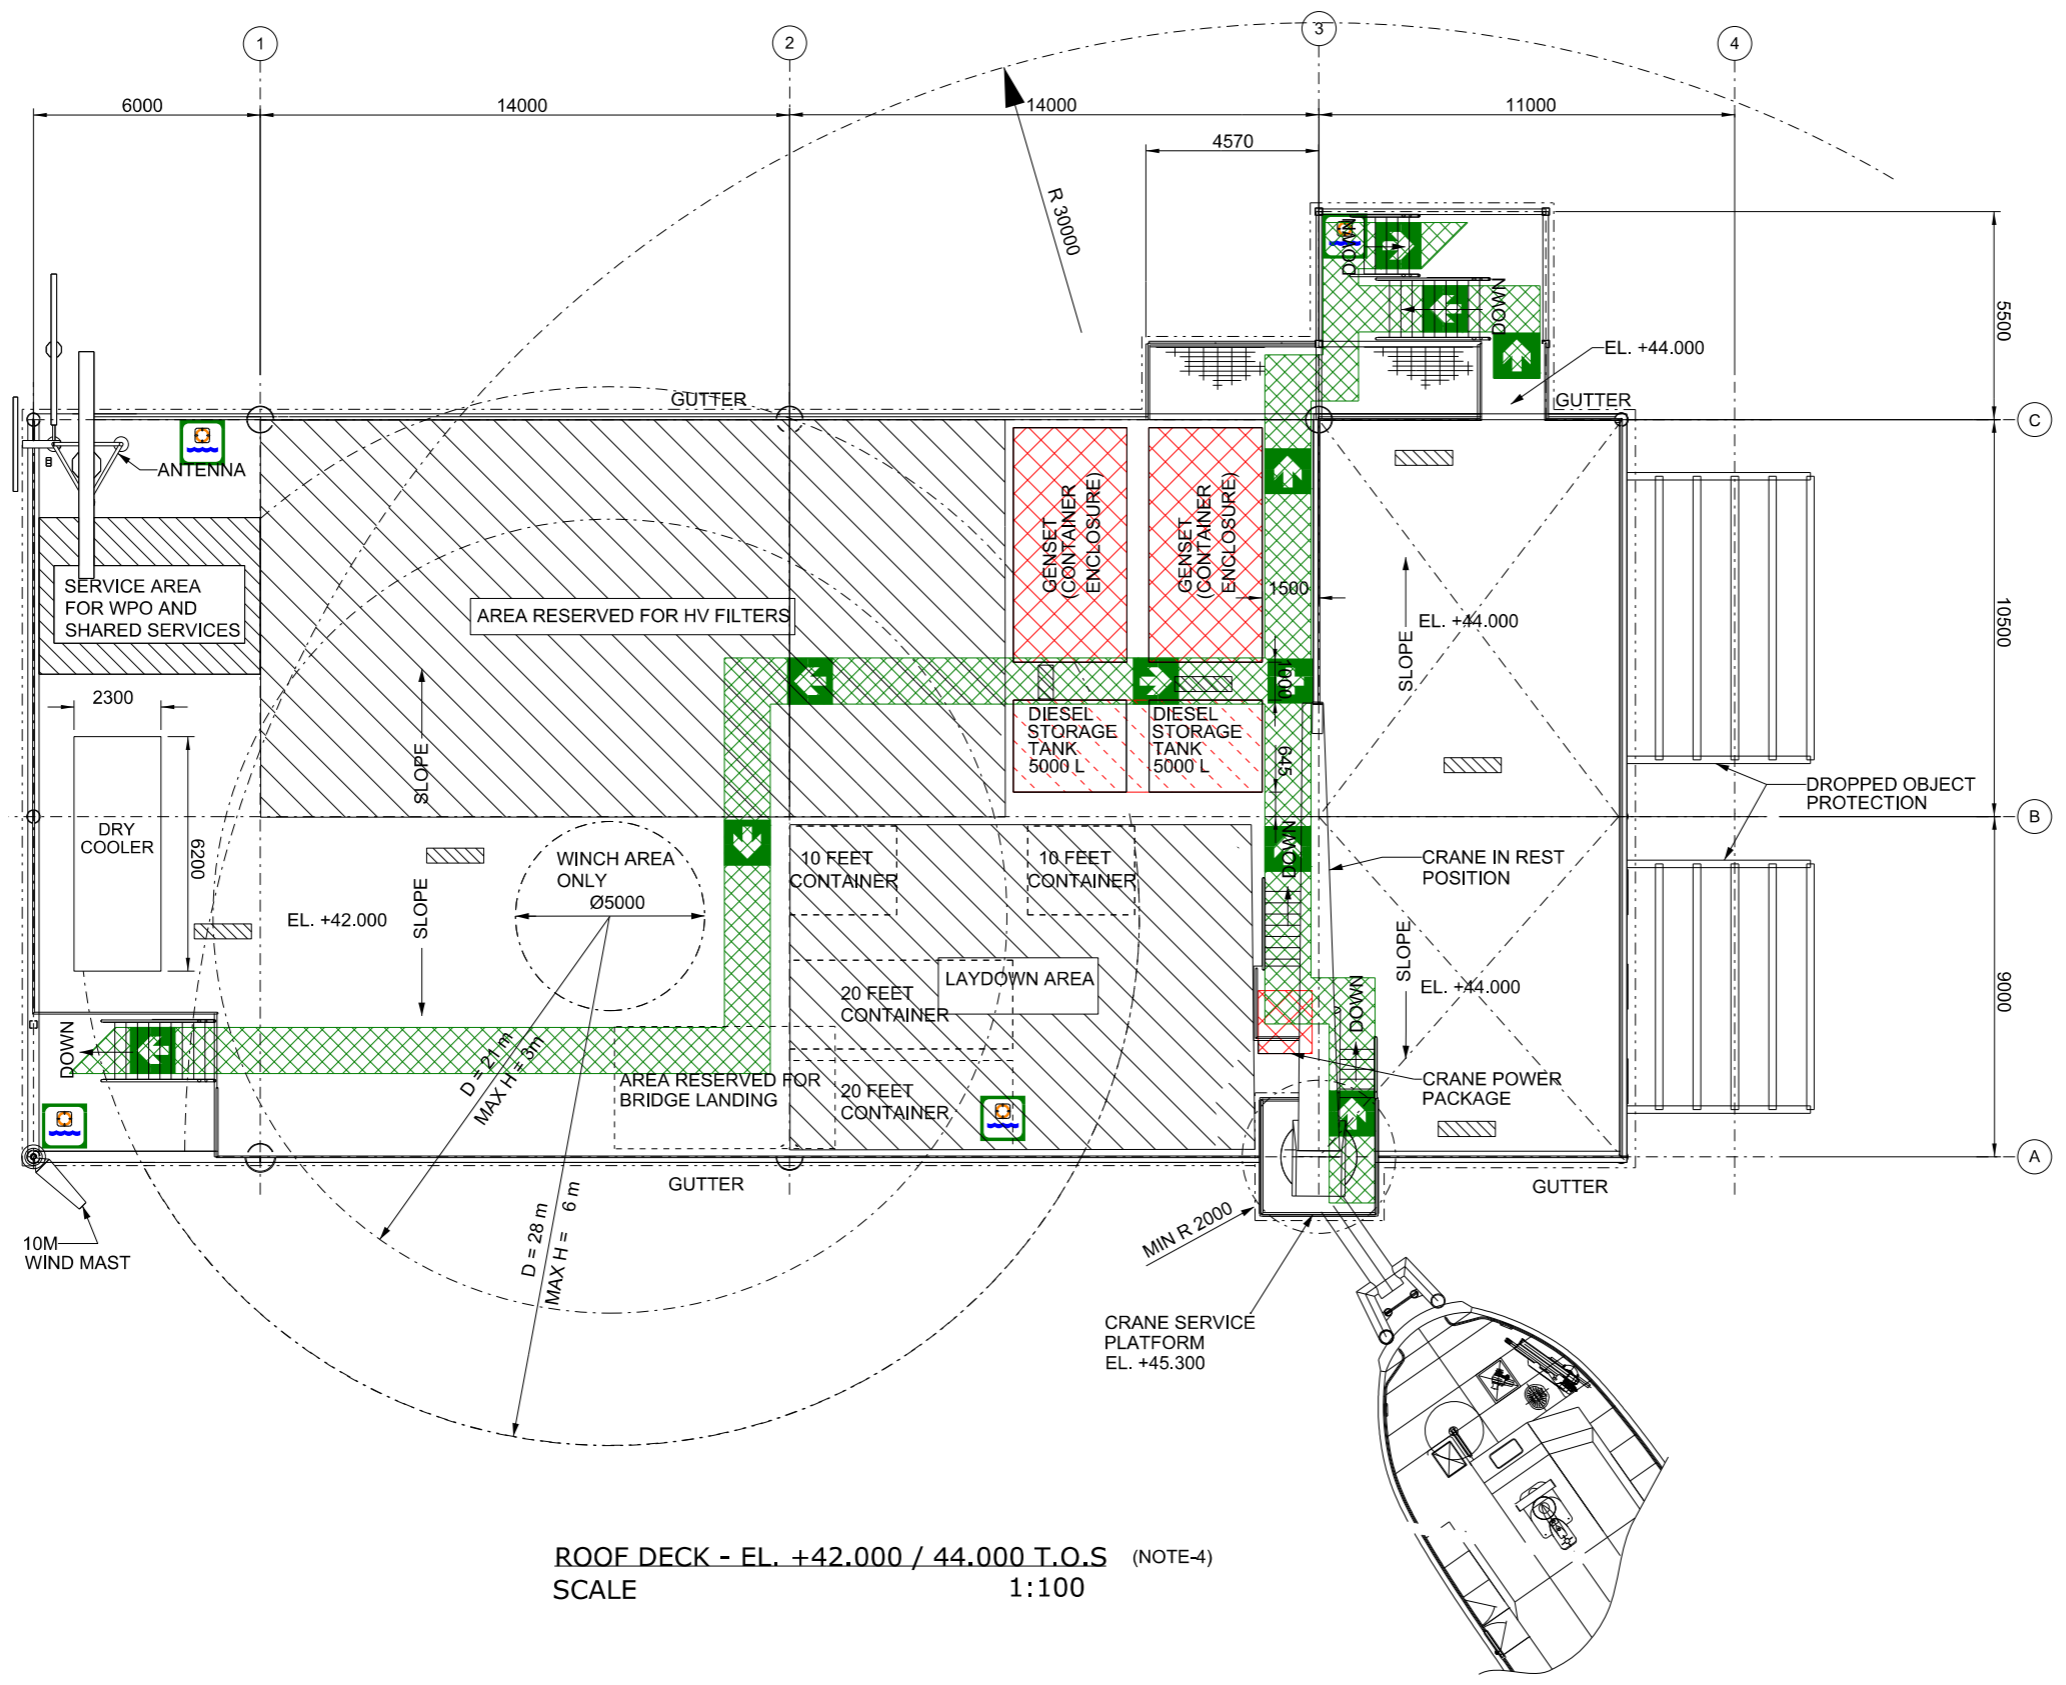 1
2
3
4
6000
14000
14000
11000
4570
R 30000
5500
DOWN
DOWN
EL. +44.000
GUTTER
GUTTER
C
ANTENNA
GENSET
(CONTAINER
ENCLOSURE)
GENSET
(CONTAINER
ENCLOSURE)
1500
10500
SERVICE AREA
FOR WPO AND
SHARED SERVICES
AREA RESERVED FOR HV FILTERS
EL. +44.000
SLOPE
2300
1000
SLOPE
DIESEL
STORAGE
TANK
5000 L
DIESEL
STORAGE
TANK
5000 L
645
DROPPED OBJECT
PROTECTION
B
DRY
COOLER
6200
WINCH AREA
ONLY
Ø5000
10 FEET
CONTAINER
10 FEET
CONTAINER
DOWN
CRANE IN REST
POSITION
EL. +42.000
SLOPE
SLOPE
LAYDOWN AREA
EL. +44.000
9000
20 FEET
CONTAINER
DOWN
DOWN
D = 21 m
MAX H = 3m
AREA RESERVED FOR
BRIDGE LANDING
20 FEET
CONTAINER
CRANE POWER
PACKAGE
A
GUTTER
GUTTER
D = 28 m
MAX H = 6 m
MIN R 2000
10M
WIND MAST
CRANE SERVICE
PLATFORM
EL. +45.300
ROOF DECK - EL. +42.000 / 44.000 T.O.S (NOTE-4)
SCALE 1:100